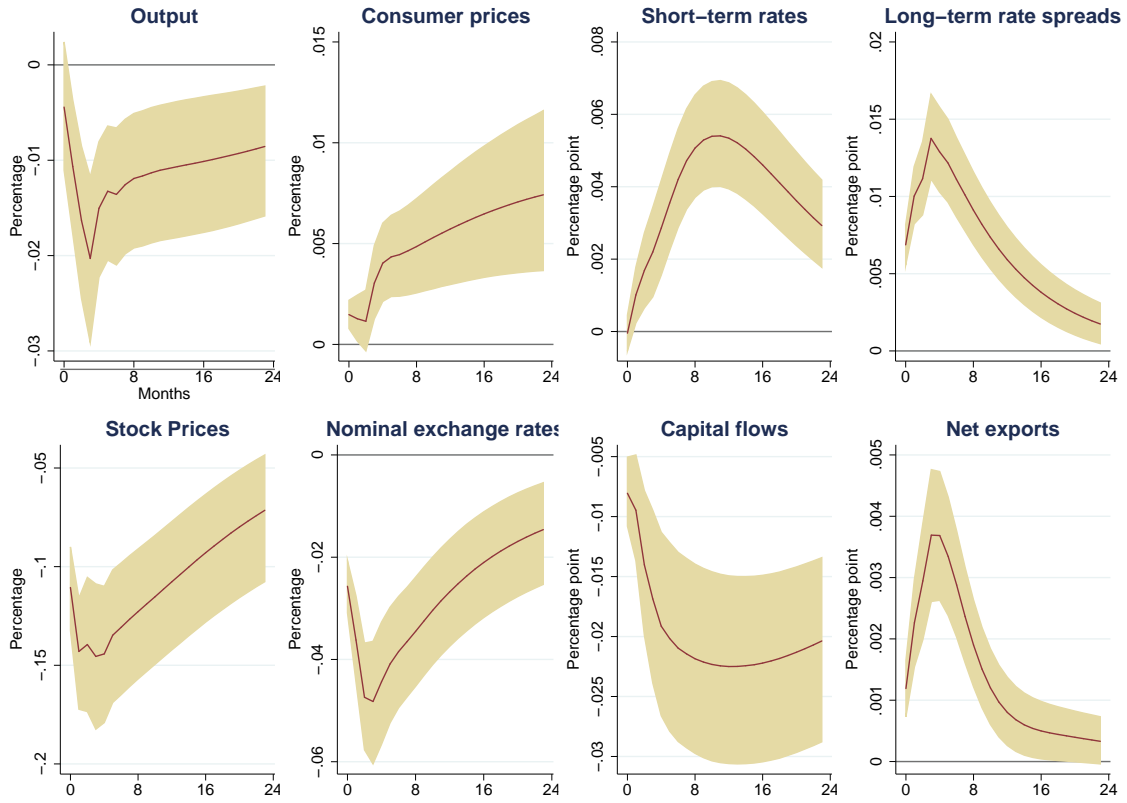 Output
Percentage
0
−.01
−.02
−.03
0 8 16 24
Months
Consumer prices
.015
.01
.005
0
0 8 16 24
Short−term rates
Percentage point
.008
.006
.004
.002
0
0 8 16 24
Long−term rate spreads
Percentage point
.02
.015
.01
.005
0
0 8 16 24
Stock Prices
Percentage
−.05
−.1
−.15
−.2
0 8 16 24
Nominal exchange rates
0
−.02
−.04
−.06
0 8 16 24
Capital flows
Percentage point
−.005
−.01
−.015
−.02
−.025
−.03
0 8 16 24
Net exports
Percentage point
.005
.004
.003
.002
.001
0
0 8 16 24